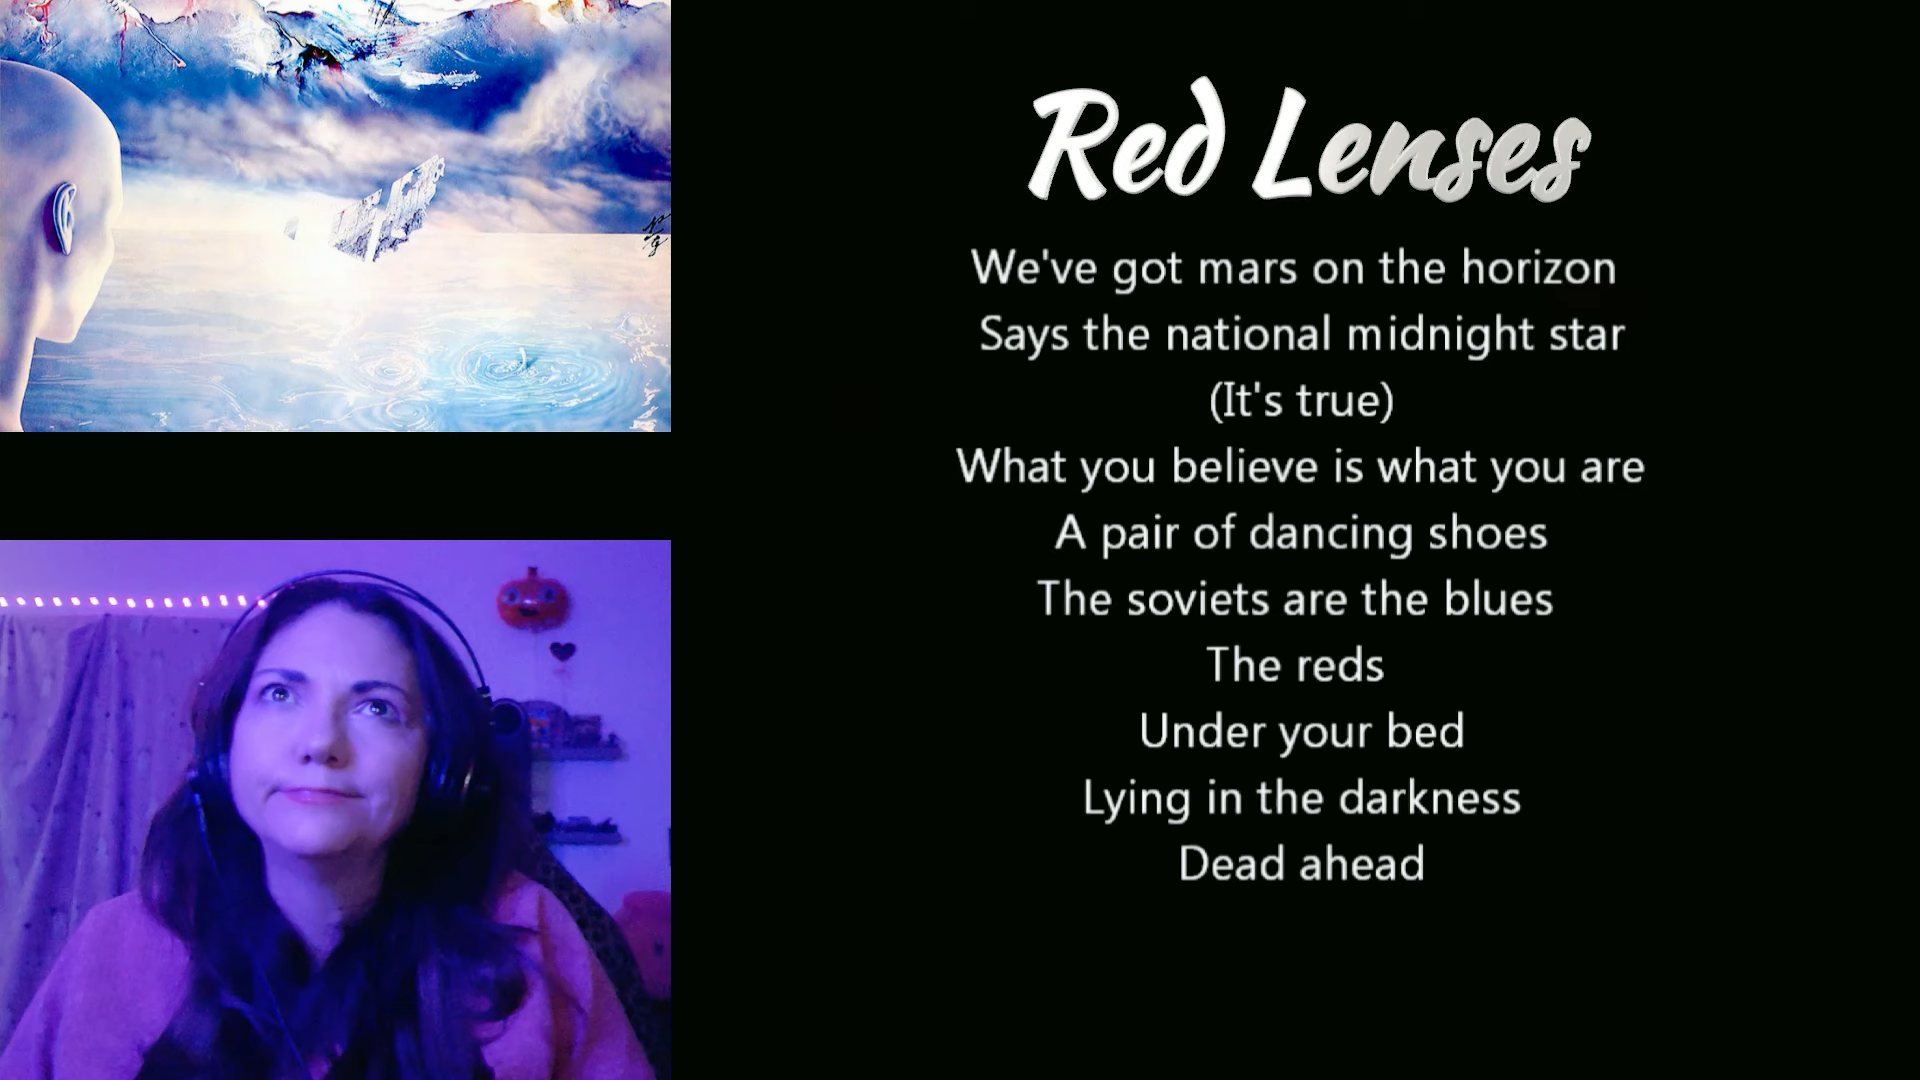 Red Lenses
We've got mars on the horizon
Says the national midnight star
(It's true)
What you believe is what you are
A pair of dancing shoes
The soviets are the blues
The reds
Under your bed
Lying in the darkness
Dead ahead